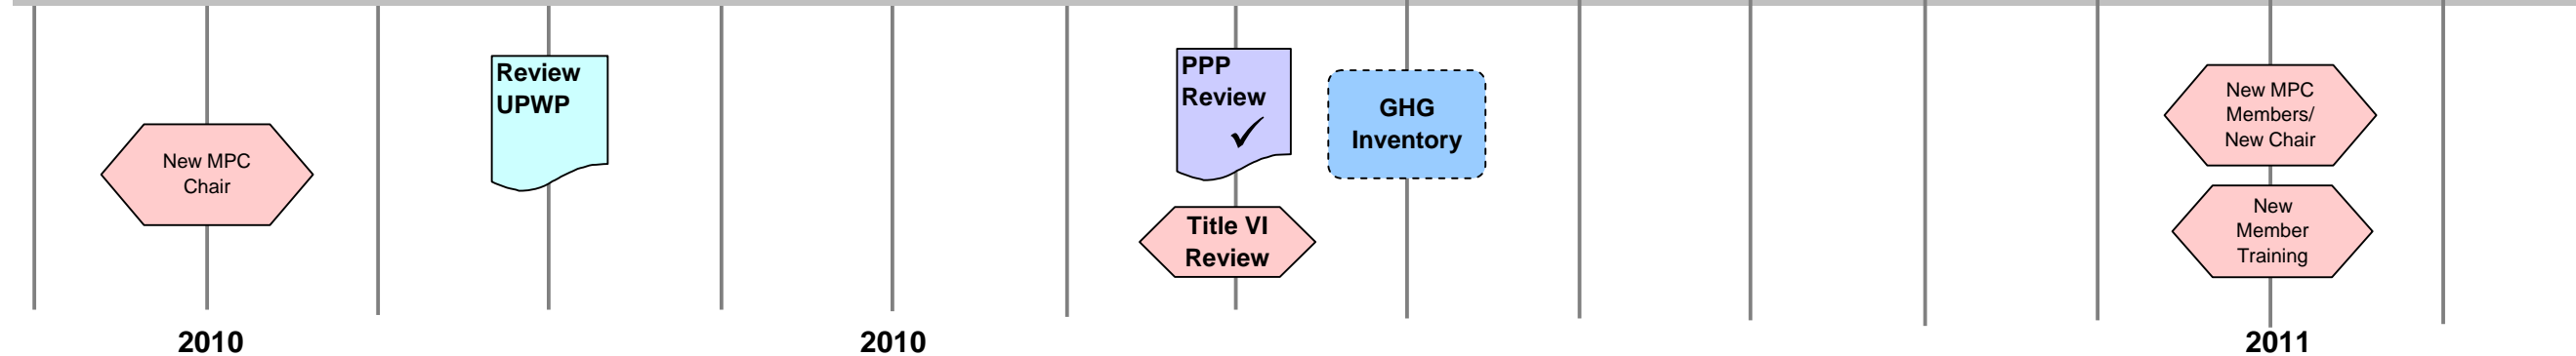 New MPC
Chair
Review
UPWP
PPP
Review
✓
Title VI
Review
GHG
Inventory
New MPC
Members/
New Chair
New
Member
Training
2010
2010
2011